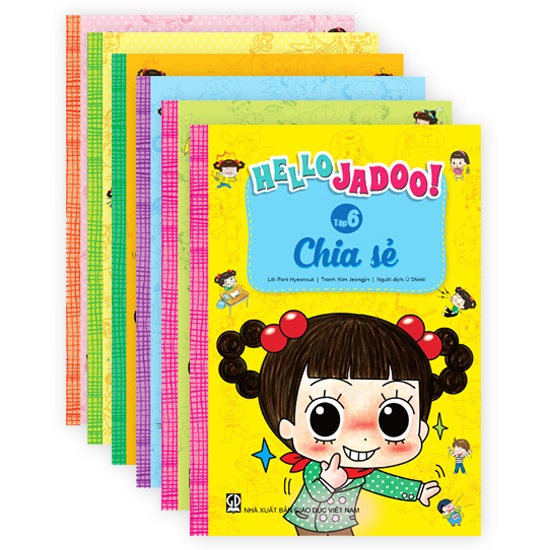 HELLO JADOO!
Tập 6
Chia sẻ
Lời: Park Hyeonsuk | Tranh: Kim Jeongjin | Người dịch: Ủ Shinki
GD
NHÀ XUẤT BẢN GIÁO DỤC VIỆT NAM